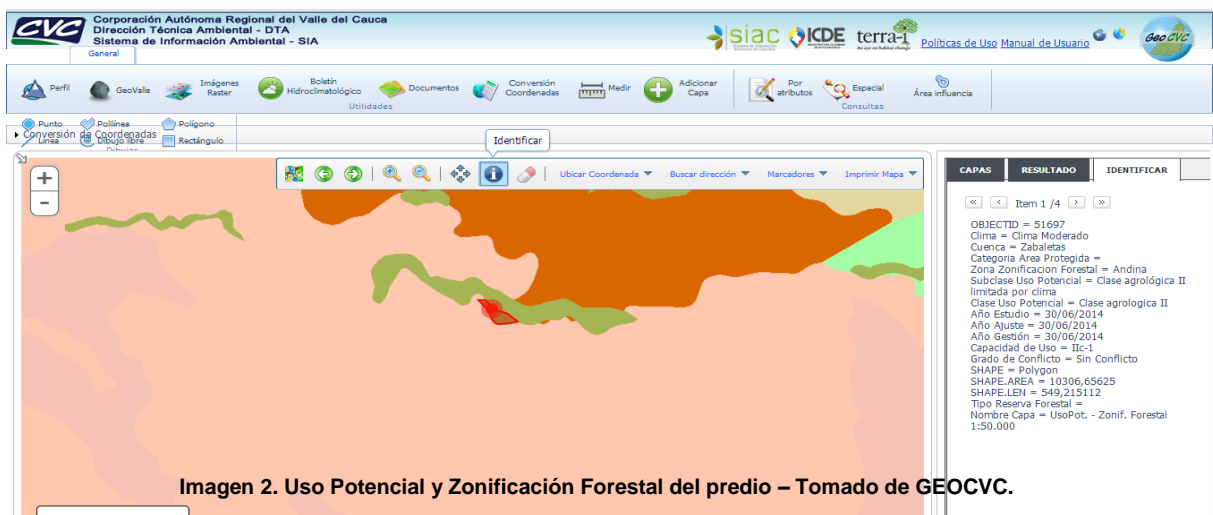 CVC
Corporación Autónoma Regional del Valle del Cauca
Dirección Técnica Ambiental - DTA
Sistema de Información Ambiental - SIA
siac
ICDE
terra-i
An eye on habitat change
Políticas de Uso Manual de Usuario
Geo CVC
General
Perfil
GeoValle
Imágenes Raster
Boletín Hidroclimatológico
Documentos
Conversión Coordenadas
Medir
Adicionar Capa
Utilidades
Por atributos
Espacial
Área influencia
Consultas
Punto
Polilínea
Polígono
Conversión de Coordenadas
Línea
Dibujo libre
Rectángulo
Dibujar
Identificar
+
-
Ubicar Coordenada
Buscar dirección
Marcadores
Imprimir Mapa
CAPAS
RESULTADO
IDENTIFICAR
« < Item 1 /4 > »
OBJECTID = 51697
Clima = Clima Moderado
Cuenca = Zabaletas
Categoria Area Protegida =
Zona Zonificacion Forestal = Andina
Subclase Uso Potencial = Clase agrológica II
limitada por clima
Clase Uso Potencial = Clase agrologica II
Año Estudio = 30/06/2014
Año Ajuste = 30/06/2014
Año Gestión = 30/06/2014
Capacidad de Uso = IIc-1
Grado de Conflicto = Sin Conflicto
SHAPE = Polygon
SHAPE.AREA = 10306,65625
SHAPE.LEN = 549,215112
Tipo Reserva Forestal =
Nombre Capa = UsoPot. - Zonif. Forestal
1:50.000
Imagen 2. Uso Potencial y Zonificación Forestal del predio – Tomado de GEOCVC.